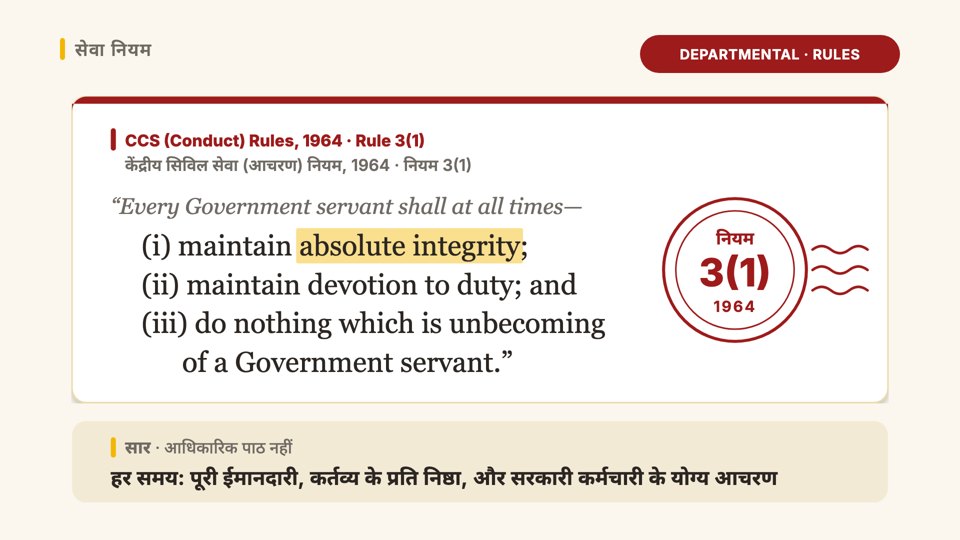 सेवा नियम
DEPARTMENTAL · RULES
CCS (Conduct) Rules, 1964 · Rule 3(1)
केंद्रीय सिविल सेवा (आचरण) नियम, 1964 · नियम 3(1)
“Every Government servant shall at all times—
(i) maintain absolute integrity;
(ii) maintain devotion to duty; and
(iii) do nothing which is unbecoming
of a Government servant.”
नियम
3(1)
1964
सार · आधिकारिक पाठ नहीं
हर समय: पूरी ईमानदारी, कर्तव्य के प्रति निष्ठा, और सरकारी कर्मचारी के योग्य आचरण